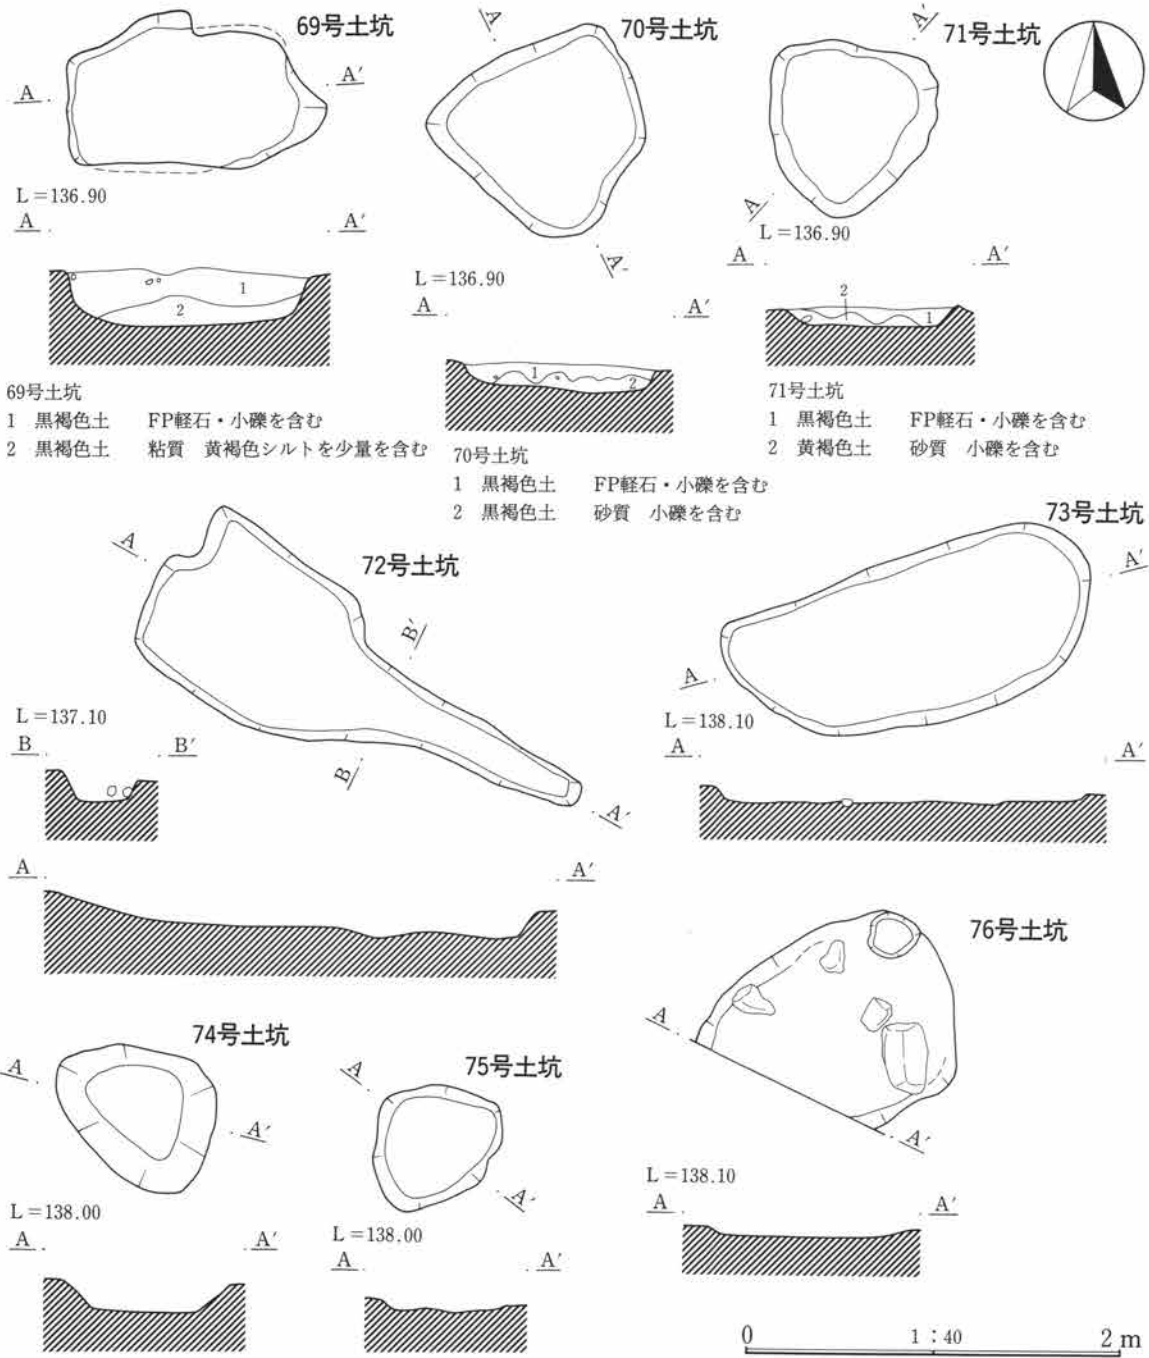 69号土坑
A
A′
L＝136.90
A
A′
1
2
69号土坑
1 黒褐色土 FP軽石・小礫を含む
2 黒褐色土 粘質 黄褐色シルトを少量を含む
70号土坑
A
A′
L＝136.90
A
A′
1
2
70号土坑
1 黒褐色土 FP軽石・小礫を含む
2 黒褐色土 砂質 小礫を含む
71号土坑
A′
A
L＝136.90
A
A′
2
1
71号土坑
1 黒褐色土 FP軽石・小礫を含む
2 黄褐色土 砂質 小礫を含む
72号土坑
A
B′
B
A′
L＝137.10
B
B′
A
A′
73号土坑
A′
A
L＝138.10
A
A′
74号土坑
A
A′
L＝138.00
A
A′
75号土坑
A
A′
L＝138.00
A
A′
76号土坑
A
A′
L＝138.10
A
A′
0 1：40 2m